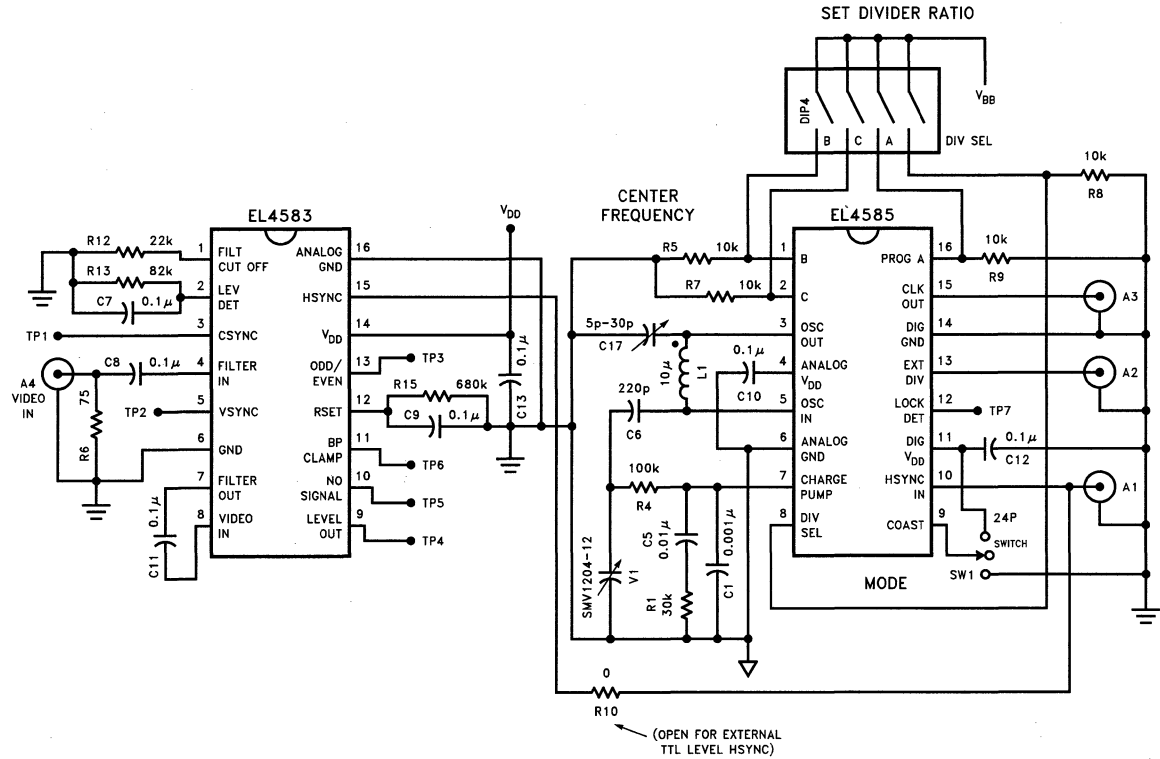 SET DIVIDER RATIO
VBB
DIP4
B C A
DIV SEL
10k
R8
CENTER
FREQUENCY
EL4583
VDD
EL4585
R12 22k
R13 82k
C7 0.1μ
TP1
C8 0.1μ
A4
VIDEO
IN
75
R6
TP2
0.1μ
C11
1 FILT
CUT OFF
2 LEV
DET
3 CSYNC
4 FILTER
IN
5 VSYNC
6 GND
7 FILTER
OUT
8 VIDEO
IN
ANALOG 16
GND
HSYNC 15
VDD 14
ODD/ 13
EVEN
RSET 12
BP 11
CLAMP
NO 10
SIGNAL
LEVEL 9
OUT
TP3
R15 680k
C9 0.1μ
TP6
TP5
TP4
0.1μ
C13
R5 10k
R7 10k
5p-30p
C17
10μ
L1
0.1μ
C10
220p
C6
100k
R4
SMV1204-12
V1
C5
0.01μ
R1
30k
0.001μ
C1
1 B
2 C
3 OSC
OUT
4 ANALOG
VDD
5 OSC
IN
6 ANALOG
GND
7 CHARGE
PUMP
8 DIV
SEL
PROG A 16
CLK 15
OUT
DIG 14
GND
EXT 13
DIV
LOCK 12
DET
DIG 11
VDD
HSYNC 10
IN
COAST 9
10k
R9
A3
A2
TP7
0.1μ
C12
A1
24P
SWITCH
SW1
MODE
0
R10
(OPEN FOR EXTERNAL
TTL LEVEL HSYNC)